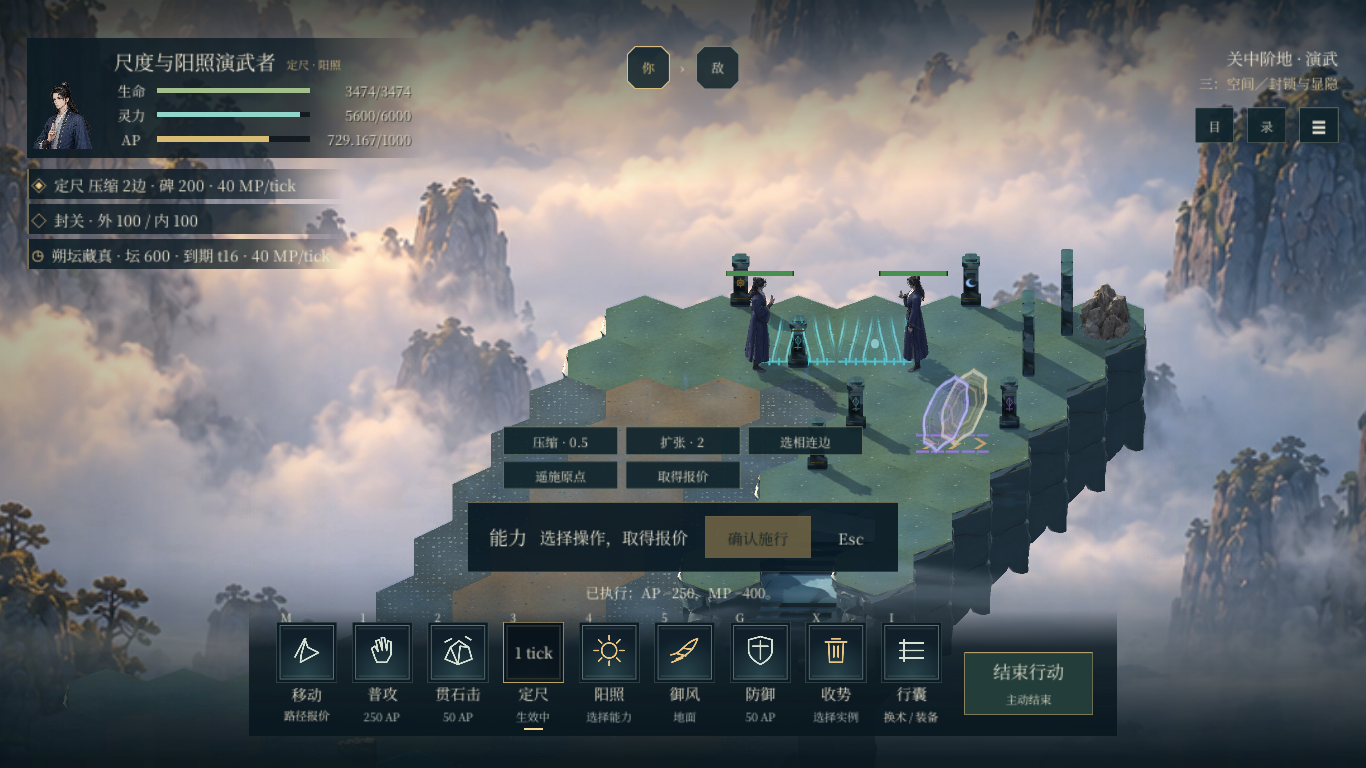 尺度与阳照演武者 定尺·阳照
生命 3474/3474
灵力 5600/6000
AP 729.167/1000
定尺 压缩 2边·碑 200·40 MP/tick
封关·外 100 / 内 100
朔坛藏真·坛 600·到期 t16·40 MP/tick
你 › 敌
关中阶地·演武
三：空间／封锁与显隐
目 录 ☰
压缩·0.5 扩张·2 选相连边
遥施原点 取得报价
能力 选择操作，取得报价 确认施行 Esc
已执行：AP −250，MP −400。
M 1 2 3 4 5 G X I
1 tick
移动 普攻 贯石击 定尺 阳照 御风 防御 收势 行囊
路径报价 250 AP 50 AP 生效中 选择能力 地面 50 AP 选择实例 换术 / 装备
结束行动
主动结束